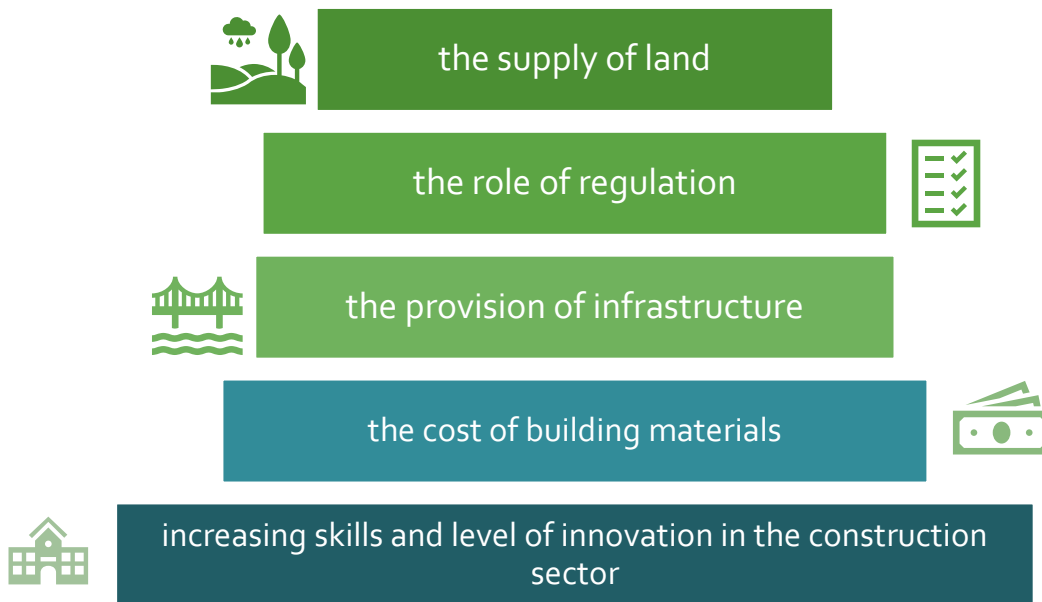 the supply of land
the role of regulation
the provision of infrastructure
the cost of building materials
increasing skills and level of innovation in the construction
sector